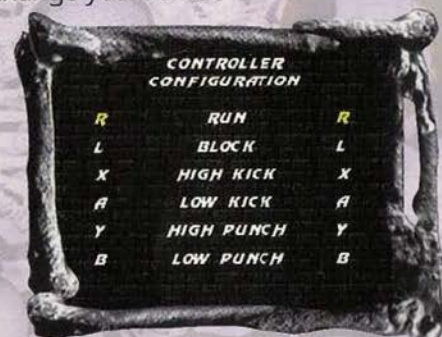 CONTROLLER
CONFIGURATION
R RUN R
L BLOCK L
X HIGH KICK X
A LOW KICK A
Y HIGH PUNCH Y
B LOW PUNCH B